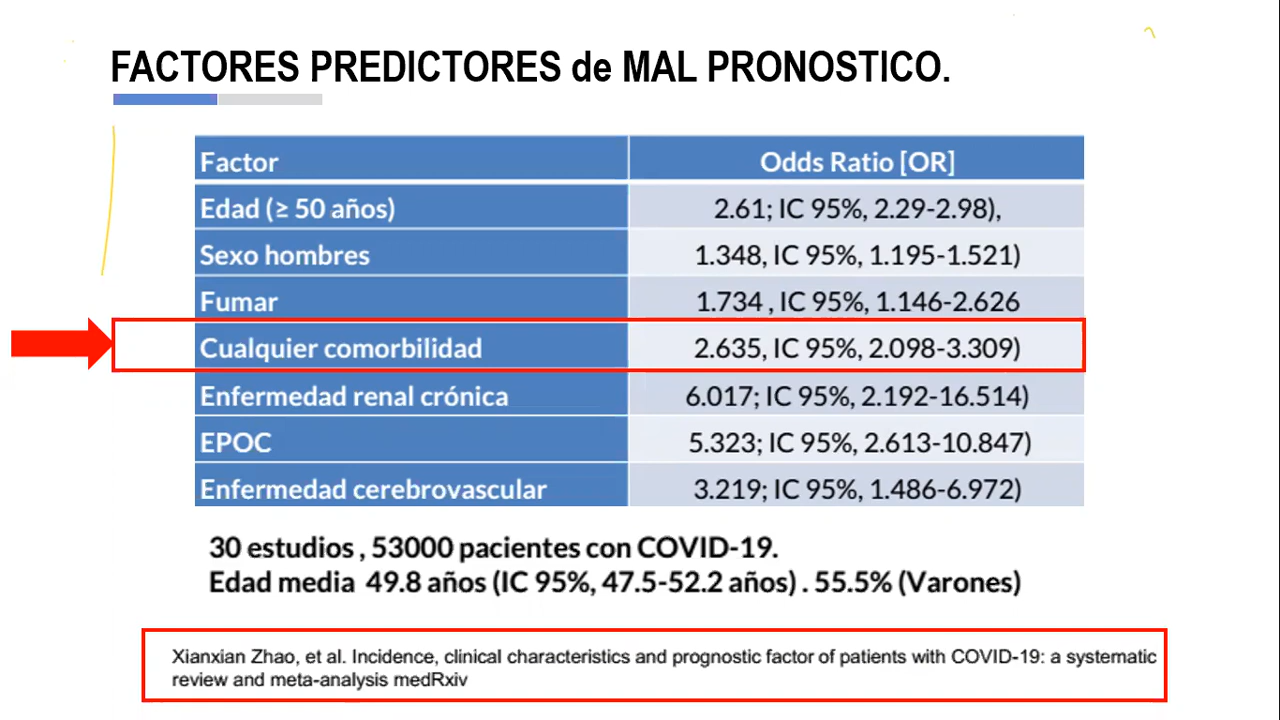 FACTORES PREDICTORES de MAL PRONOSTICO.
Factor Odds Ratio [OR]
Edad (≥ 50 años) 2.61; IC 95%, 2.29-2.98),
Sexo hombres 1.348, IC 95%, 1.195-1.521)
Fumar 1.734 , IC 95%, 1.146-2.626
Cualquier comorbilidad 2.635, IC 95%, 2.098-3.309)
Enfermedad renal crónica 6.017; IC 95%, 2.192-16.514)
EPOC 5.323; IC 95%, 2.613-10.847)
Enfermedad cerebrovascular 3.219; IC 95%, 1.486-6.972)
30 estudios , 53000 pacientes con COVID-19.
Edad media 49.8 años (IC 95%, 47.5-52.2 años) . 55.5% (Varones)
Xianxian Zhao, et al. Incidence, clinical characteristics and prognostic factor of patients with COVID-19: a systematic
review and meta-analysis medRxiv